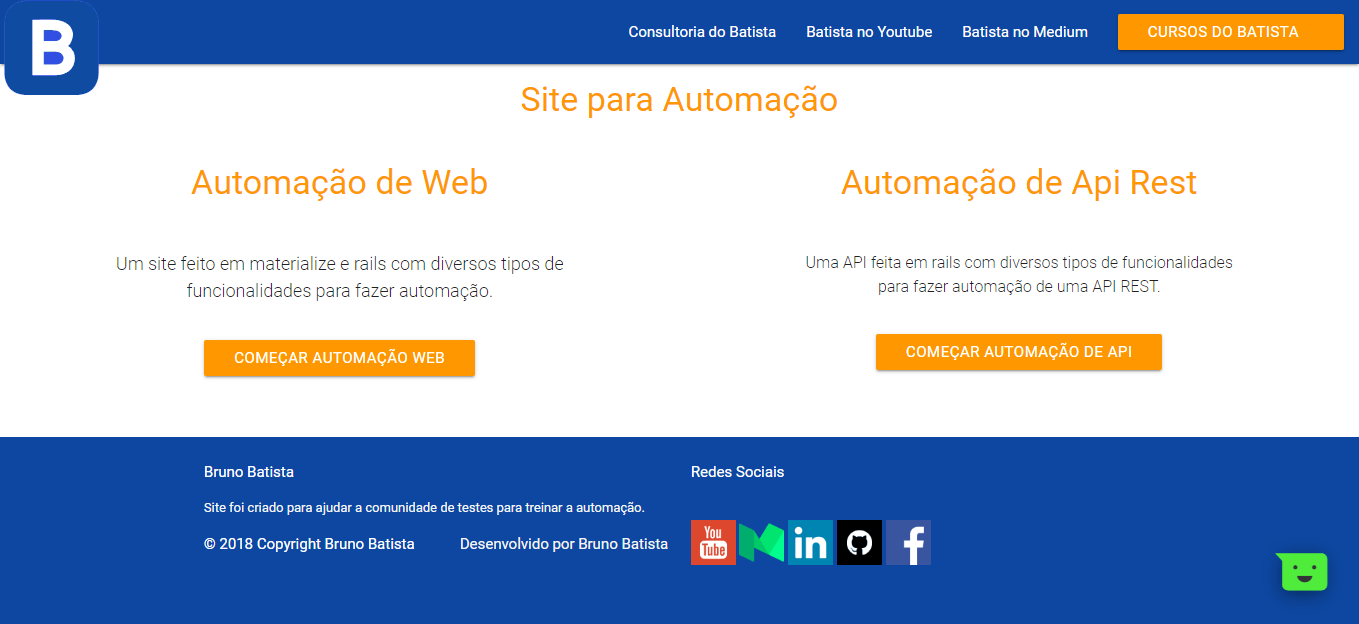 B
Consultoria do Batista
Batista no Youtube
Batista no Medium
CURSOS DO BATISTA
Site para Automação
Automação de Web
Um site feito em materialize e rails com diversos tipos de
funcionalidades para fazer automação.
COMEÇAR AUTOMAÇÃO WEB
Automação de Api Rest
Uma API feita em rails com diversos tipos de funcionalidades
para fazer automação de uma API REST.
COMEÇAR AUTOMAÇÃO DE API
Bruno Batista
Site foi criado para ajudar a comunidade de testes para treinar a automação.
© 2018 Copyright Bruno Batista
Desenvolvido por Bruno Batista
Redes Sociais
You
Tube
in
f